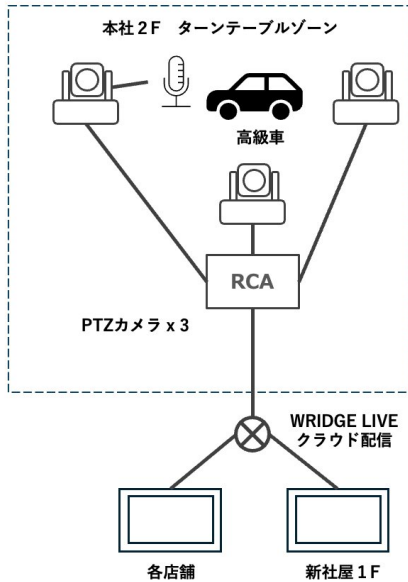 本社２F　ターンテーブルゾーン
高級車
RCA
PTZカメラ x 3
WRIDGE LIVE
クラウド配信
各店舗
新社屋１F